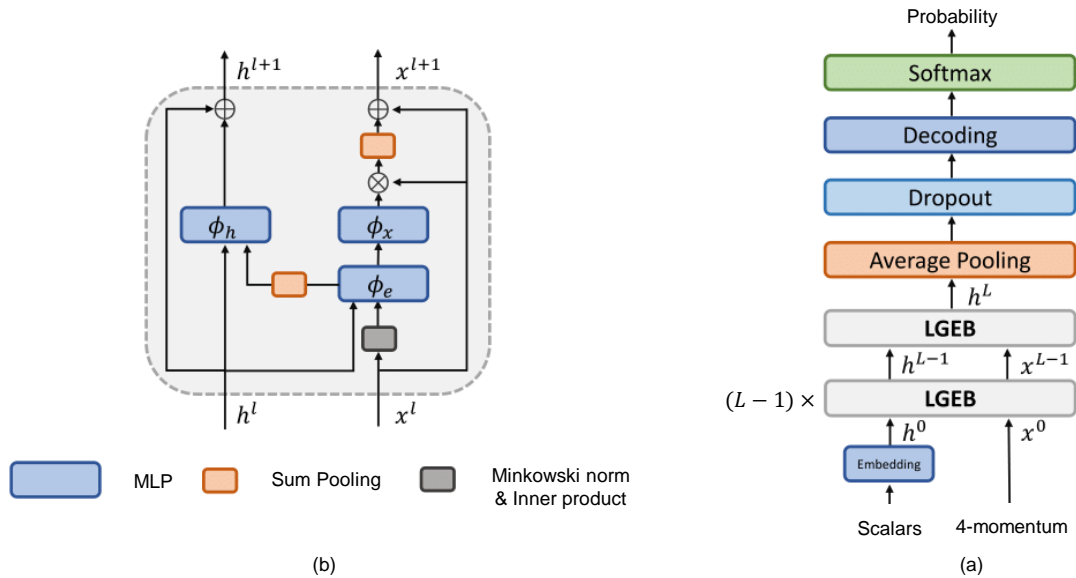 h^{l+1}
x^{l+1}
ϕ_h
ϕ_x
ϕ_e
h^l
x^l
MLP
Sum Pooling
Minkowski norm
& Inner product
(b)
Probability
Softmax
Decoding
Dropout
Average Pooling
h^L
LGEB
h^{L−1}
x^{L−1}
(L − 1) ×
LGEB
h^0
x^0
Embedding
Scalars
4-momentum
(a)